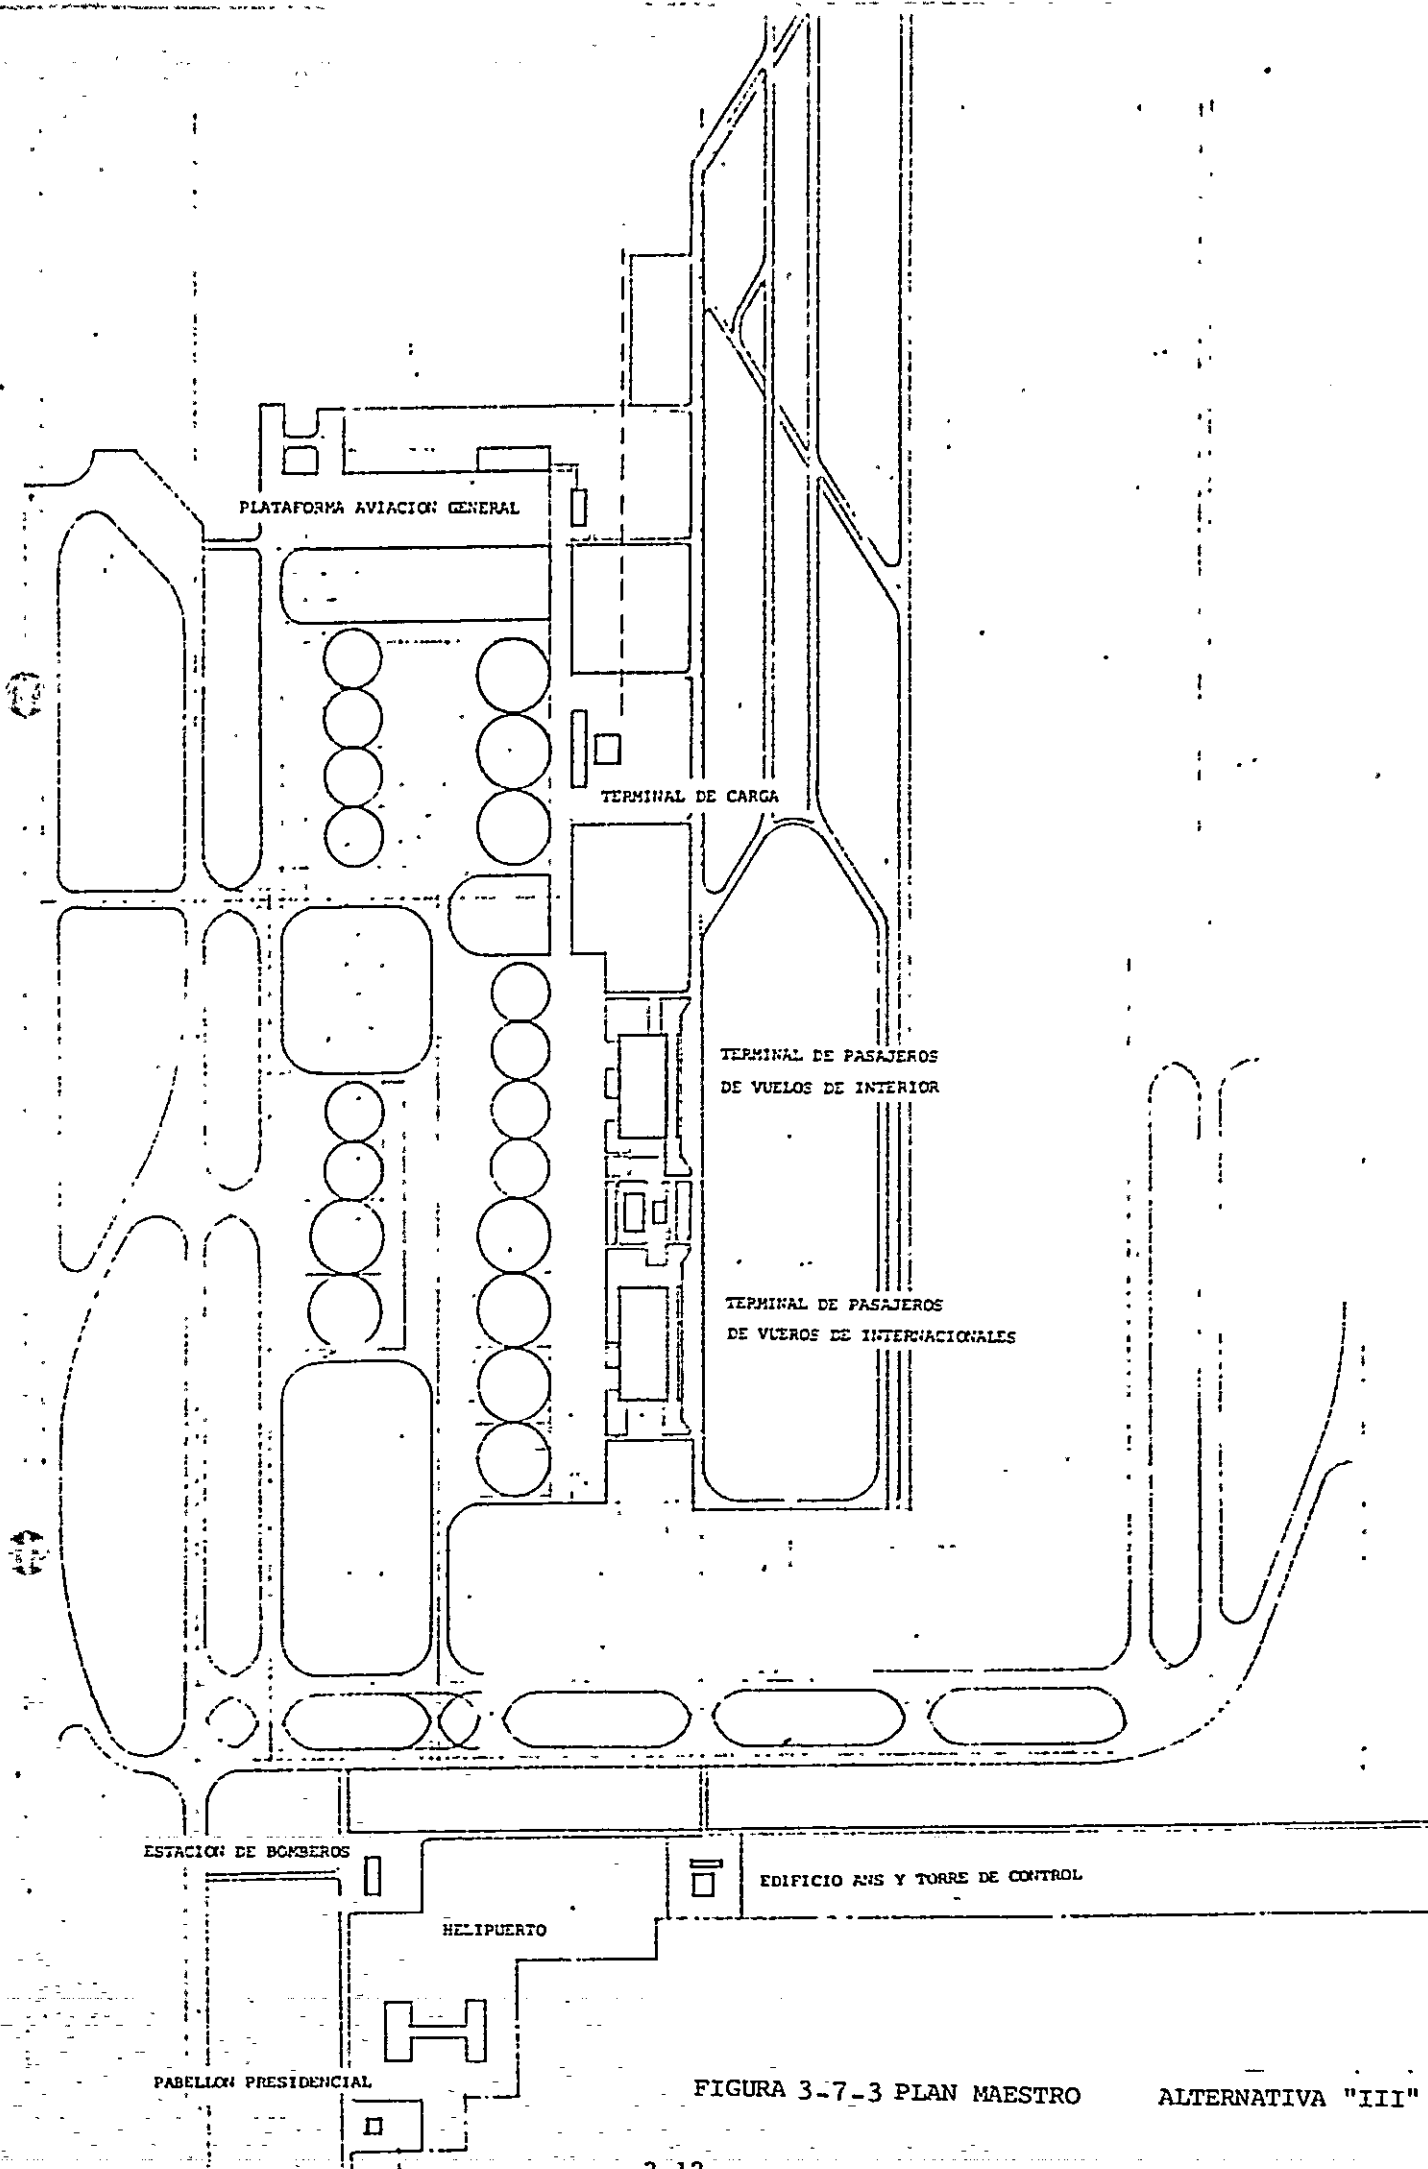 PLATAFORMA AVIACION GENERAL
TERMINAL DE CARGA
TERMINAL DE PASAJEROS
DE VUELOS DE INTERIOR
TERMINAL DE PASAJEROS
DE VUEROS DE INTERNACIONALES
ESTACION DE BOMBEROS
EDIFICIO ANS Y TORRE DE CONTROL
HELIPUERTO
PABELLON PRESIDENCIAL
FIGURA 3-7-3 PLAN MAESTRO ALTERNATIVA "III"